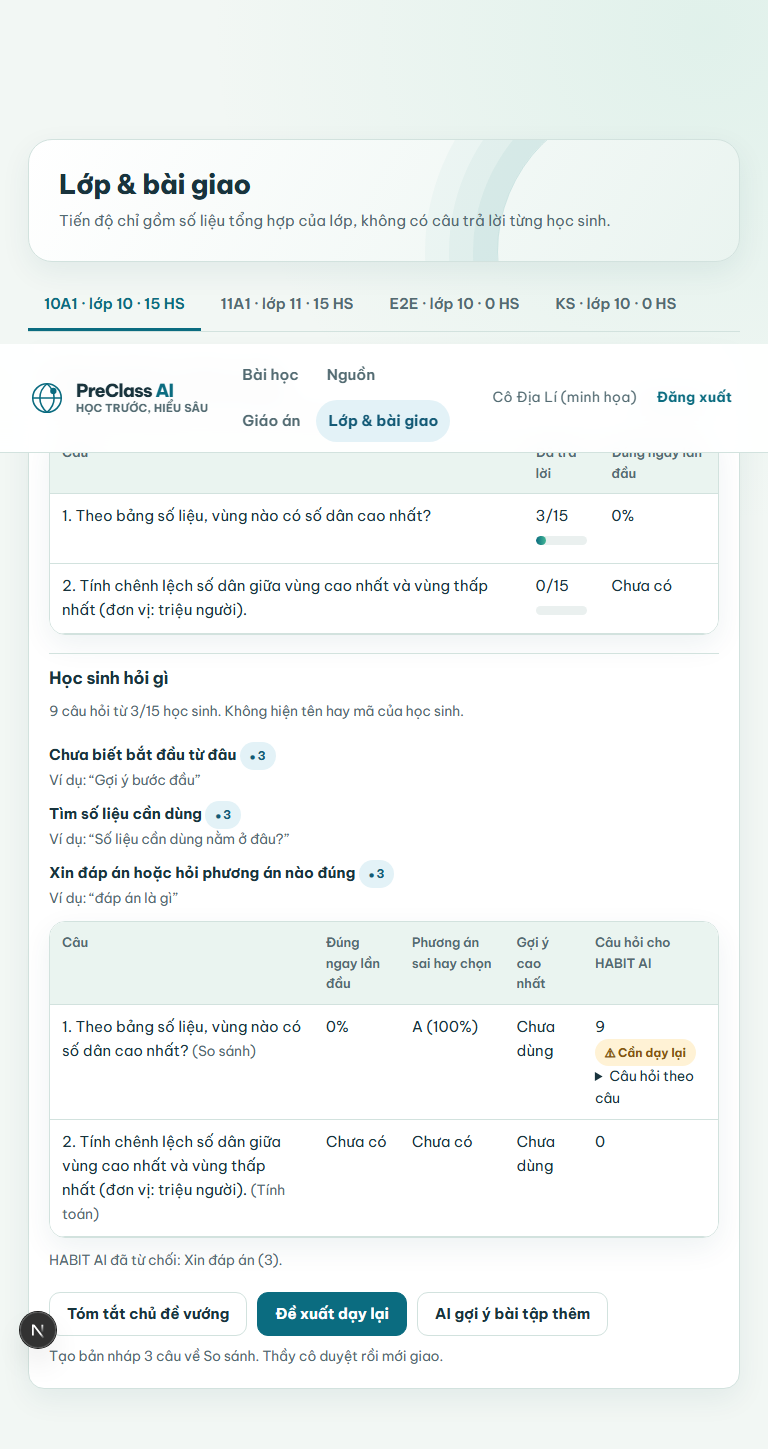 Lớp & bài giao
Tiến độ chỉ gồm số liệu tổng hợp của lớp, không có câu trả lời từng học sinh.
10A1 · lớp 10 · 15 HS
11A1 · lớp 11 · 15 HS
E2E · lớp 10 · 0 HS
KS · lớp 10 · 0 HS
PreClass AI
HỌC TRƯỚC, HIỂU SÂU
Bài học
Nguồn
Giáo án
Lớp & bài giao
Cô Địa Lí (minh họa)
Đăng xuất
Câu
Đã trả
lời
Đúng ngay lần
đầu
1. Theo bảng số liệu, vùng nào có số dân cao nhất?
3/15
0%
2. Tính chênh lệch số dân giữa vùng cao nhất và vùng thấp
nhất (đơn vị: triệu người).
0/15
Chưa có
Học sinh hỏi gì
9 câu hỏi từ 3/15 học sinh. Không hiện tên hay mã của học sinh.
Chưa biết bắt đầu từ đâu • 3
Ví dụ: “Gợi ý bước đầu”
Tìm số liệu cần dùng • 3
Ví dụ: “Số liệu cần dùng nằm ở đâu?”
Xin đáp án hoặc hỏi phương án nào đúng • 3
Ví dụ: “đáp án là gì”
Câu
Đúng
ngay lần
đầu
Phương án
sai hay chọn
Gợi ý
cao
nhất
Câu hỏi cho
HABIT AI
1. Theo bảng số liệu, vùng nào có
số dân cao nhất? (So sánh)
0%
A (100%)
Chưa
dùng
9
⚠ Cần dạy lại
▶ Câu hỏi theo
câu
2. Tính chênh lệch số dân giữa
vùng cao nhất và vùng thấp
nhất (đơn vị: triệu người). (Tính
toán)
Chưa có
Chưa có
Chưa
dùng
0
HABIT AI đã từ chối: Xin đáp án (3).
Tóm tắt chủ đề vướng
Đề xuất dạy lại
AI gợi ý bài tập thêm
N
Tạo bản nháp 3 câu về So sánh. Thầy cô duyệt rồi mới giao.